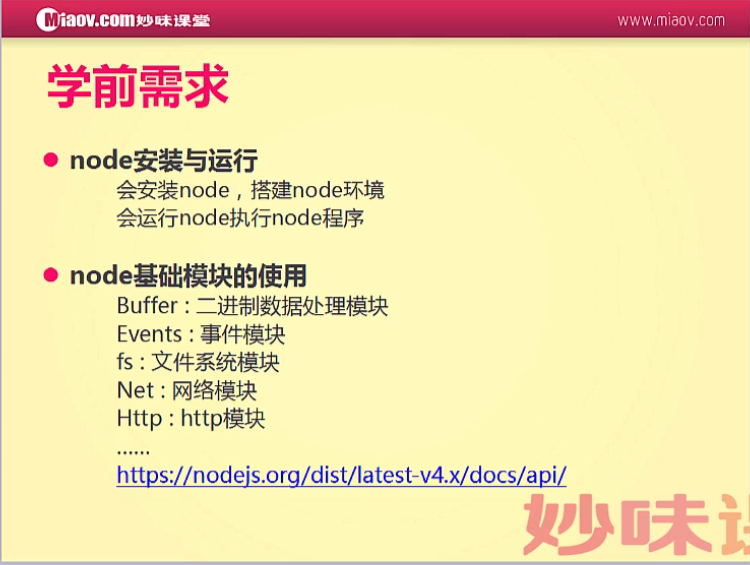 Miaov.com妙味课堂
www.miaov.com
学前需求
node安装与运行
会安装node，搭建node环境
会运行node执行node程序
node基础模块的使用
Buffer : 二进制数据处理模块
Events : 事件模块
fs : 文件系统模块
Net : 网络模块
Http : http模块
……
https://nodejs.org/dist/latest-v4.x/docs/api/
妙味课